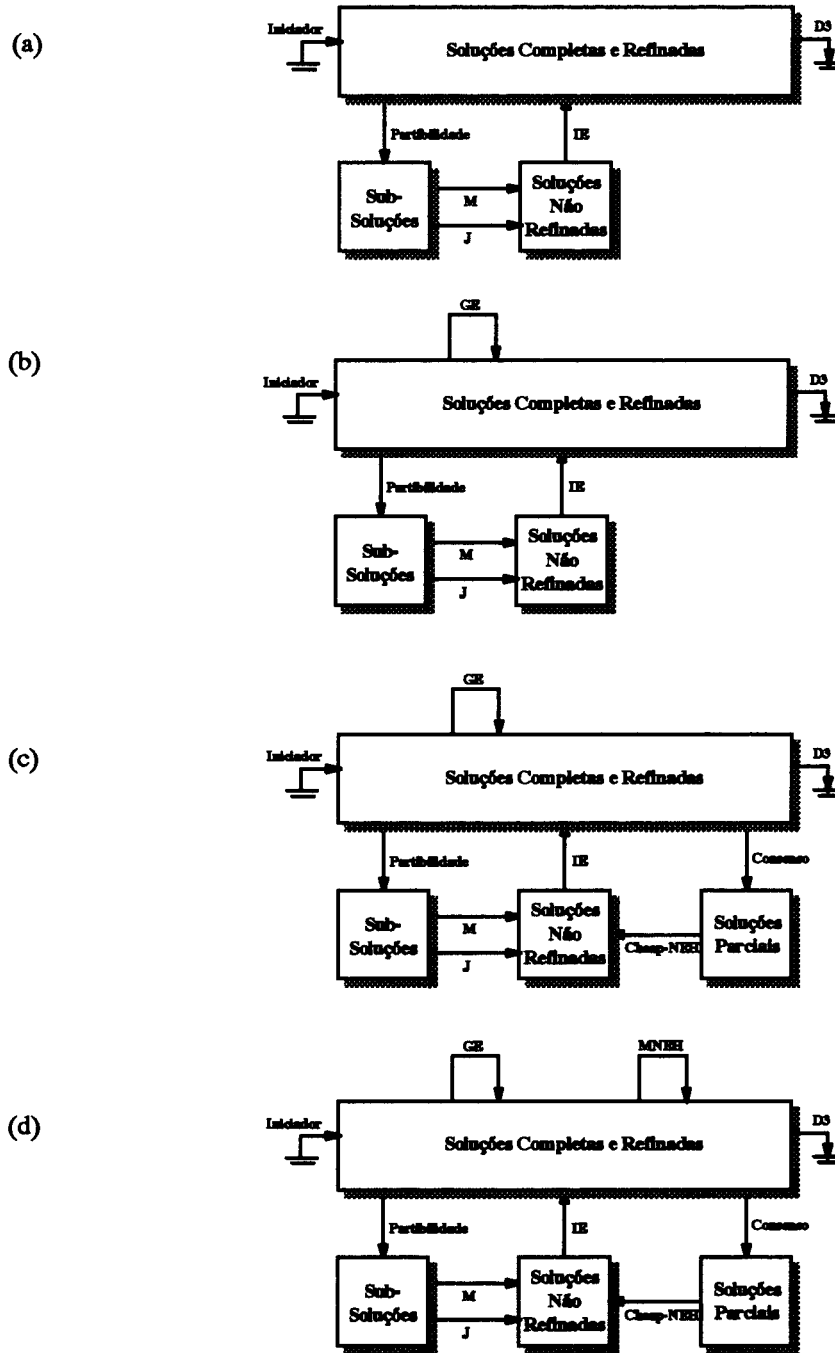 (a)
Iniciador
Soluções Completas e Refinadas
D3
Partibilidade
IE
Sub-
Soluções
M
J
Soluções
Não
Refinadas
(b)
GE
Iniciador
Soluções Completas e Refinadas
D3
Partibilidade
IE
Sub-
Soluções
M
J
Soluções
Não
Refinadas
(c)
GE
Iniciador
Soluções Completas e Refinadas
D3
Partibilidade
IE
Consenso
Sub-
Soluções
M
J
Soluções
Não
Refinadas
Cheap-NEH
Soluções
Parciais
(d)
GE
MNEH
Iniciador
Soluções Completas e Refinadas
D3
Partibilidade
IE
Consenso
Sub-
Soluções
M
J
Soluções
Não
Refinadas
Cheap-NEH
Soluções
Parciais